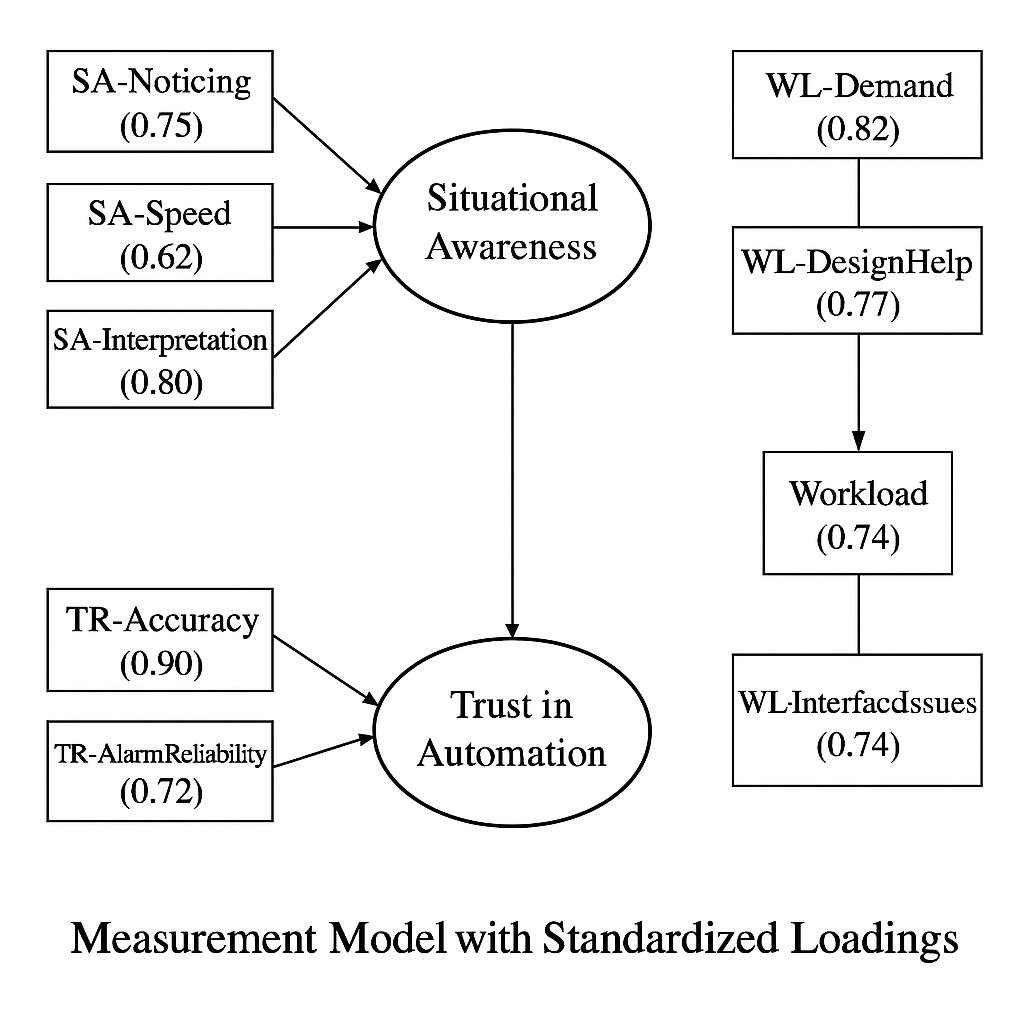 SA-Noticing
(0.75)
SA-Speed
(0.62)
SA-Interpretation
(0.80)
Situational
Awareness
WL-Demand
(0.82)
WL-DesignHelp
(0.77)
Workload
(0.74)
WL-InterfacdIssues
(0.74)
TR-Accuracy
(0.90)
TR-AlarmReliability
(0.72)
Trust in
Automation
Measurement Model with Standardized Loadings